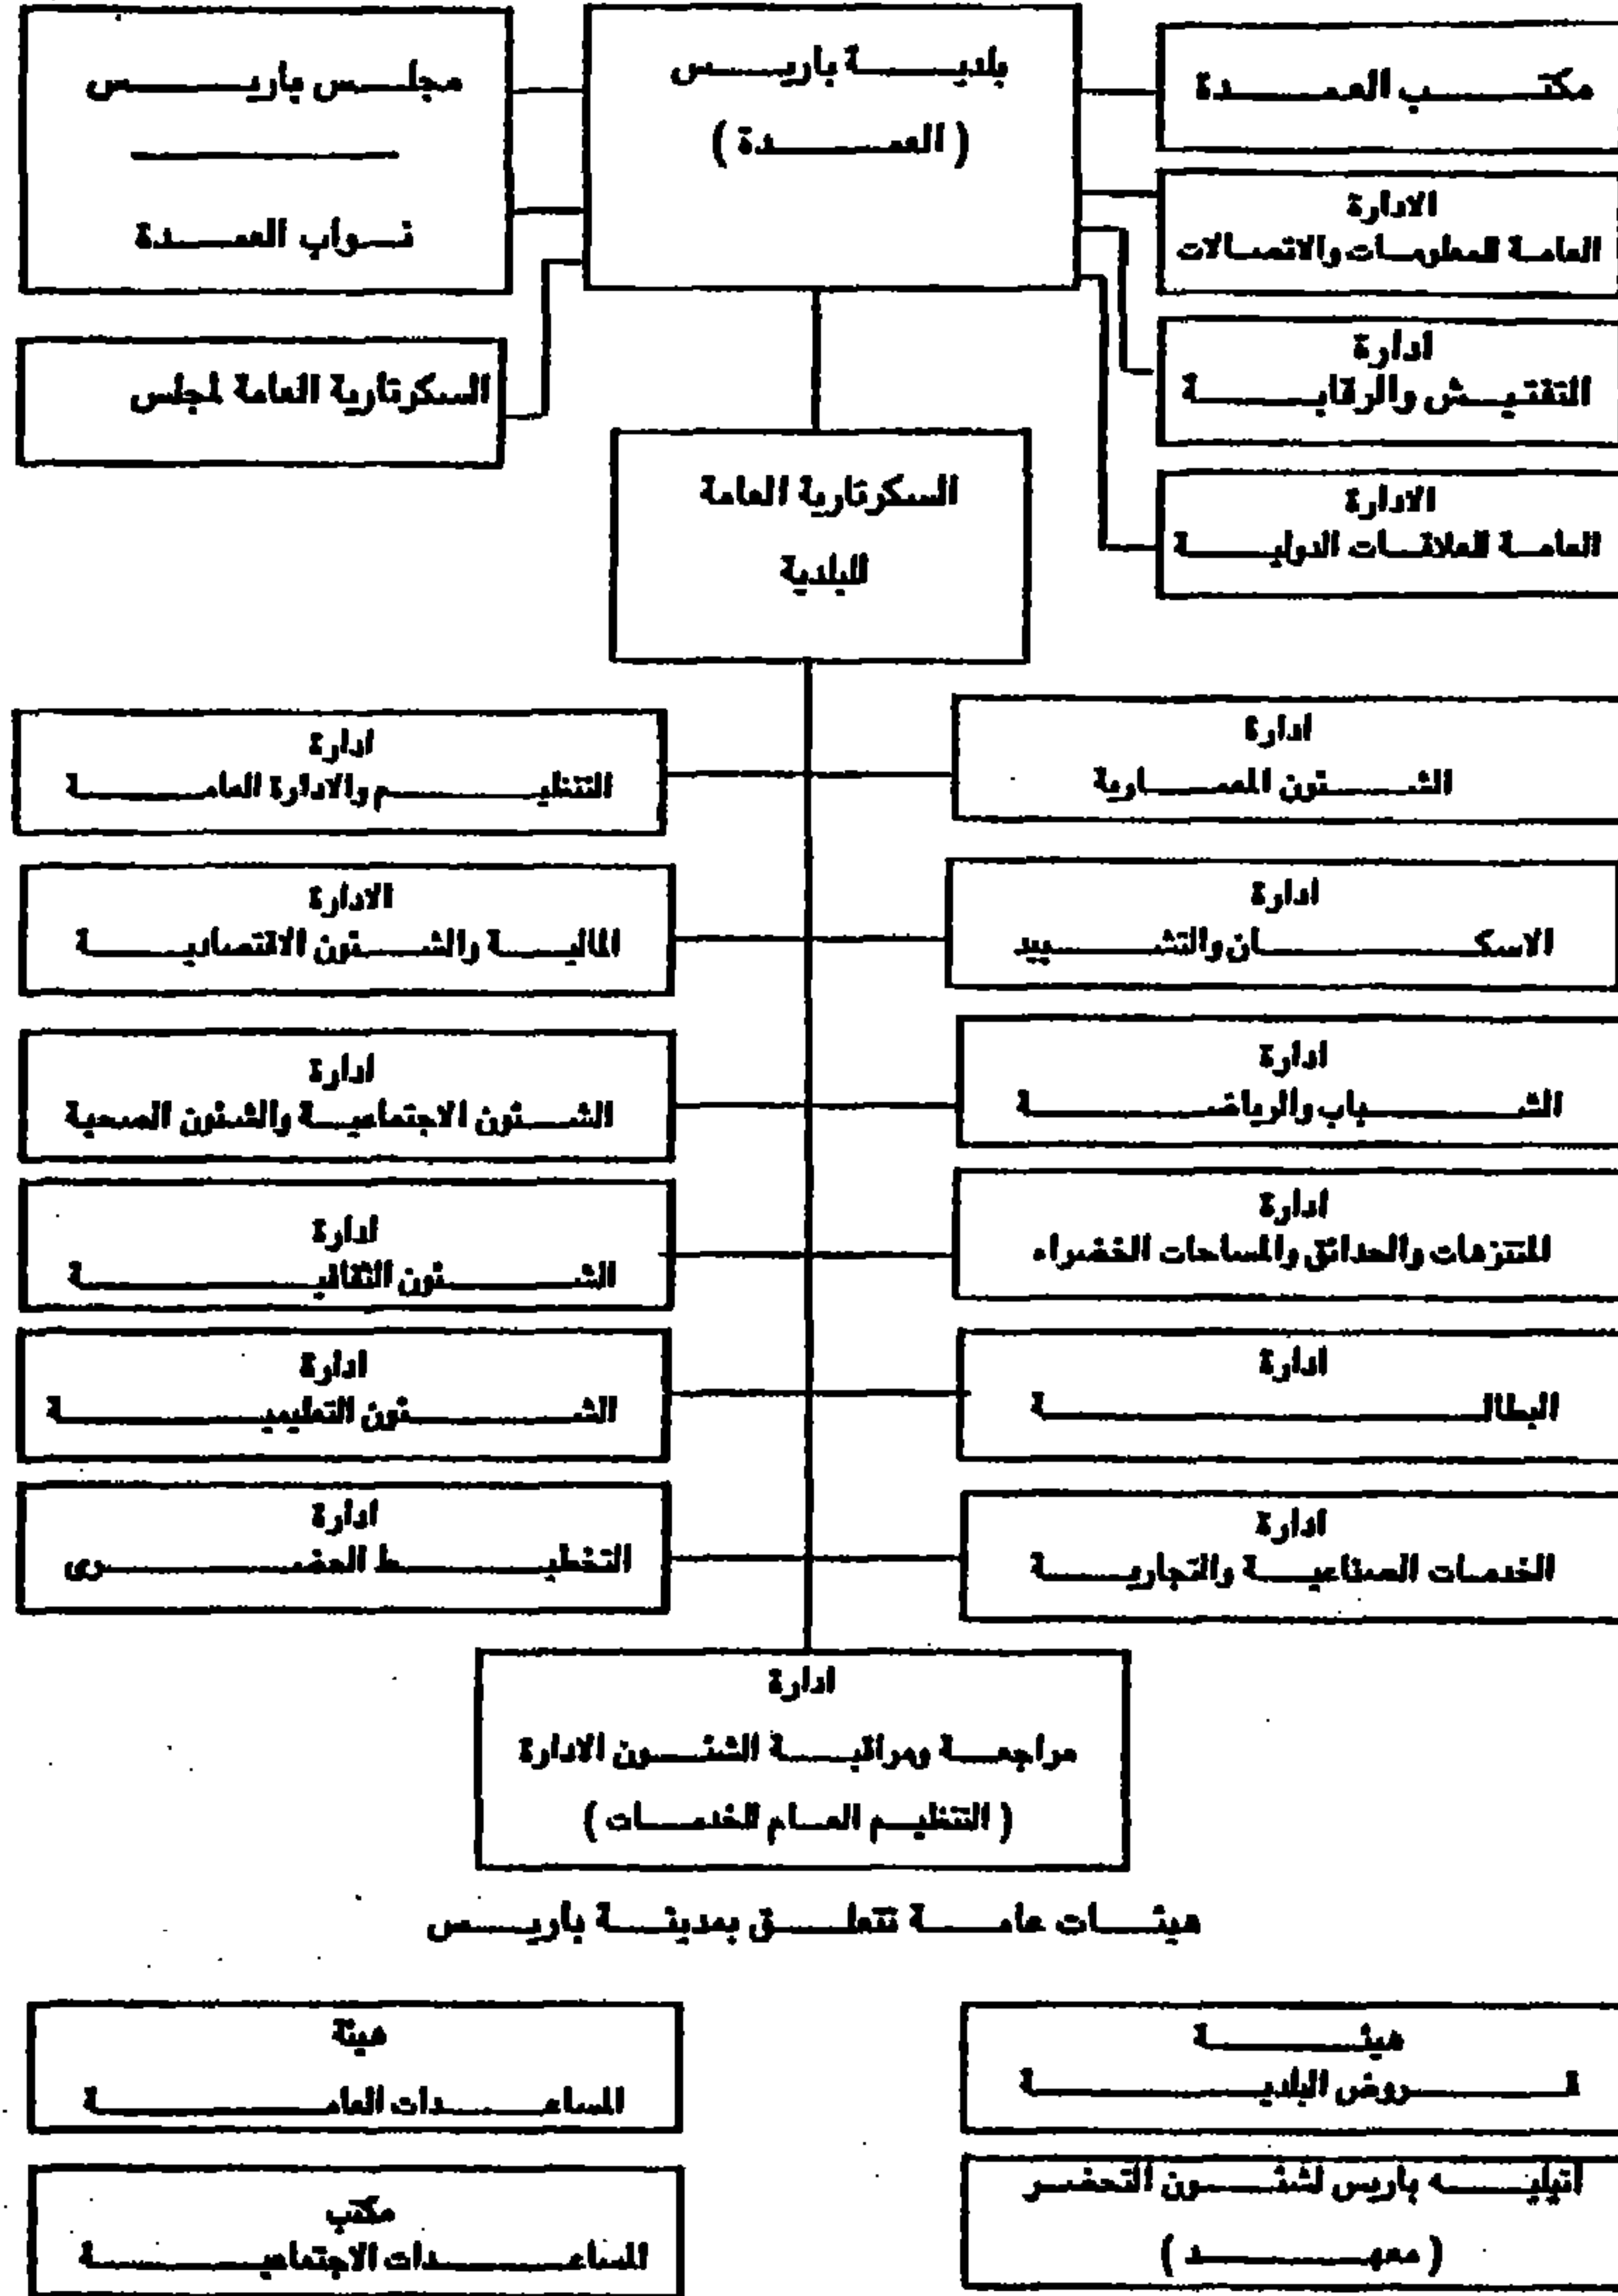 بلدية باريس
(العمدة)
مكتب العمدة
الادارة
العامة للمعلومات والاتصالات
ادارة
التفتيش والرقابة
الادارة
العامة للعلاقات الدولية
مجلس باريس
نواب العمدة
السكرتارية العامة لمجلس
السكرتارية العامة
للبلدية
ادارة
الشئون المعمارية
ادارة
التنظيم والادارة العامة
ادارة
الاسكان والتشييد
الادارة
المالية والشئون الاقتصادية
ادارة
الشباب والرياضة
ادارة
الشئون الاجتماعية والشئون الصحية
ادارة
المنتزهات والحدائق والمساحات الخضراء
ادارة
الشئون الثقافية
ادارة
البطالة
ادارة
الشئون التعليمية
ادارة
الخدمات الصناعية والتجارية
ادارة
التخطيط الحضرى
ادارة
مراجعة ومراقبة الشئون الادارة
(التنظيم العام للخدمات)
هيئات عامة تتعلق بمدينة باريس
هيئة
قروض البلدية
هيئة
المساعدات العامة
اتيليه باريس لشئون التحضر
(معهد)
مكتب
المساعدات الاجتماعية